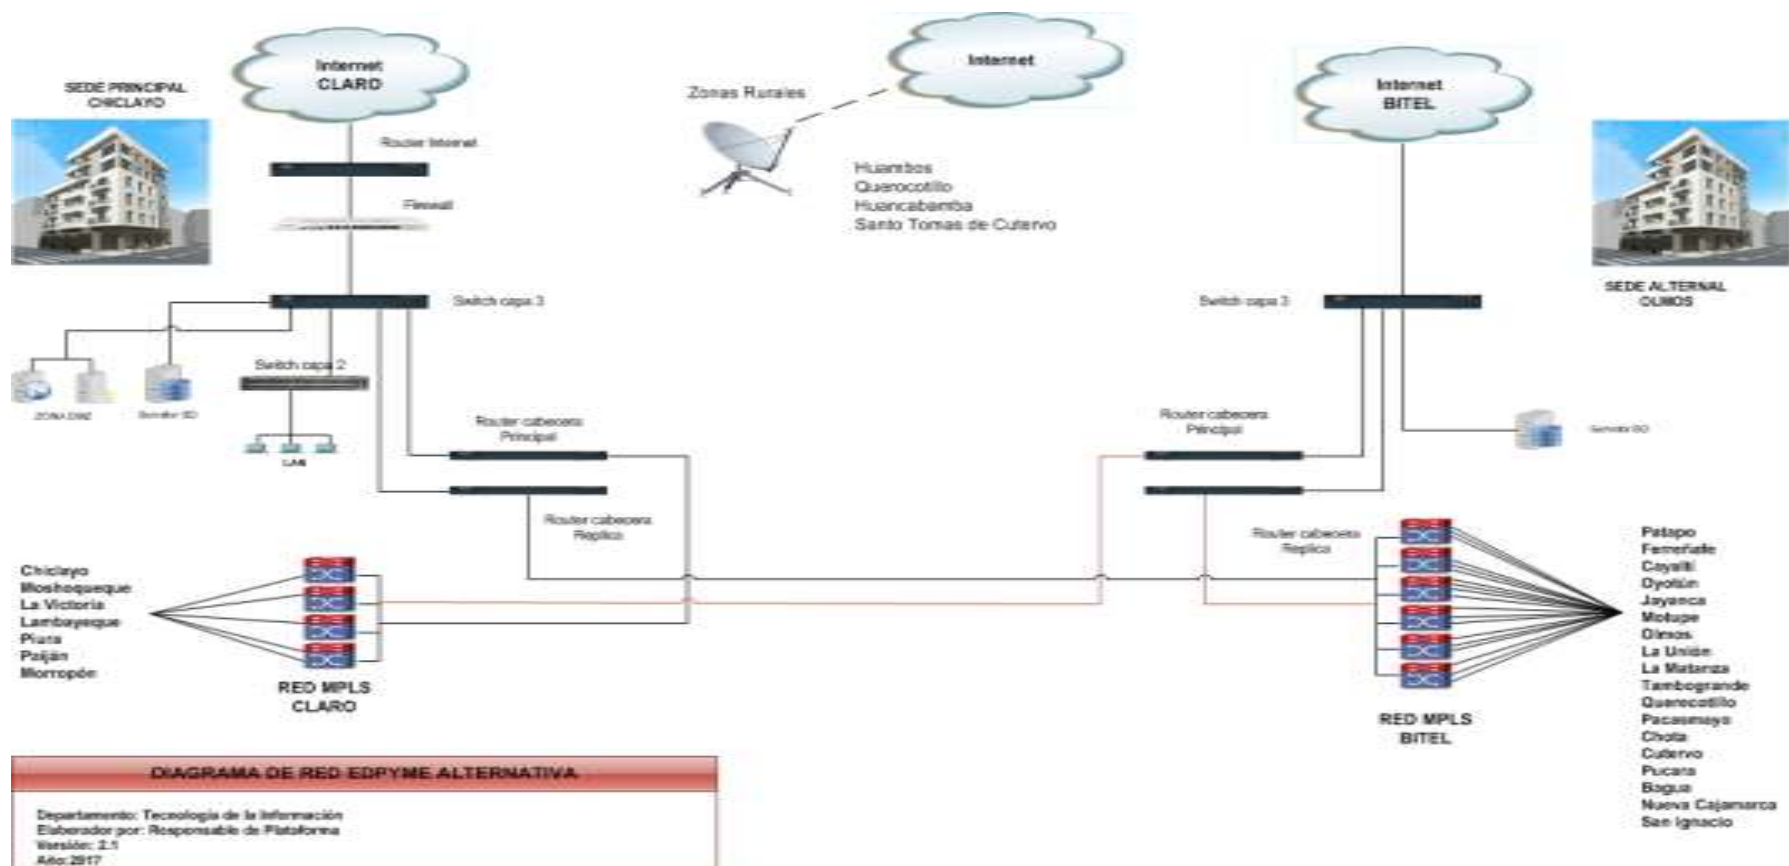 SEDE PRINCIPAL
CHICLAYO
Internet
CLARO
Router Internet
Firewall
Switch capa 3
Switch capa 2
ZONA DMZ
Servidor BD
LAN
Router cabecera
Principal
Router cabecera
Replica
Chiclayo
Moshoqueque
La Victoria
Lambayeque
Piura
Paiján
Morropón
RED MPLS
CLARO
Zonas Rurales
Internet
Huambos
Querocotillo
Huancabamba
Santo Tomas de Cutervo
Internet
BITEL
SEDE ALTERNAL
OLMOS
Switch capa 3
Router cabecera
Principal
Servidor BD
Router cabecera
Replica
Patapo
Ferreñafe
Cayaltí
Oyotún
Jayanca
Motupe
Olmos
La Unión
La Matanza
Tambogrande
Querecotillo
Pacasmayo
Chota
Cutervo
Pucara
Bagua
Nueva Cajamarca
San Ignacio
RED MPLS
BITEL
DIAGRAMA DE RED EDPYME ALTERNATIVA
Departamento: Tecnología de la Información
Elaborador por: Responsable de Plataforma
Versión: 2.1
Año: 2017